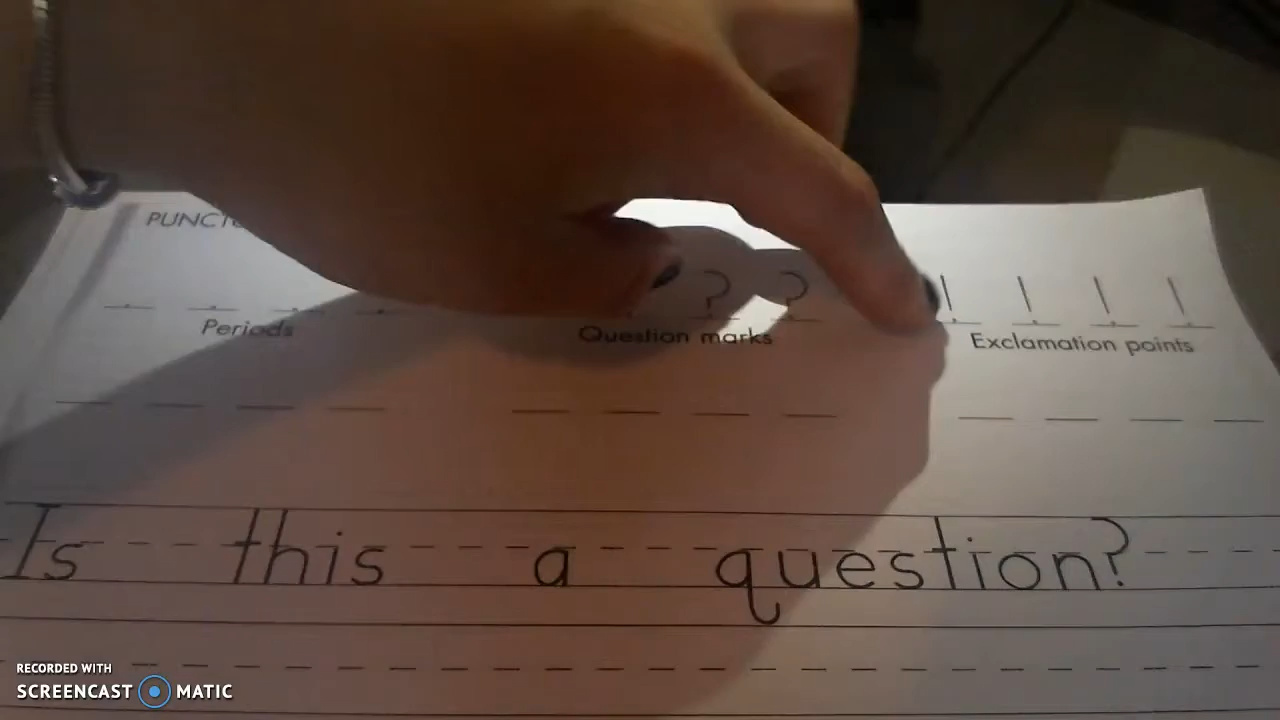 ? ? ! ! ! !
Periods Question marks Exclamation points
Is this a question?
RECORDED WITH
SCREENCAST MATIC